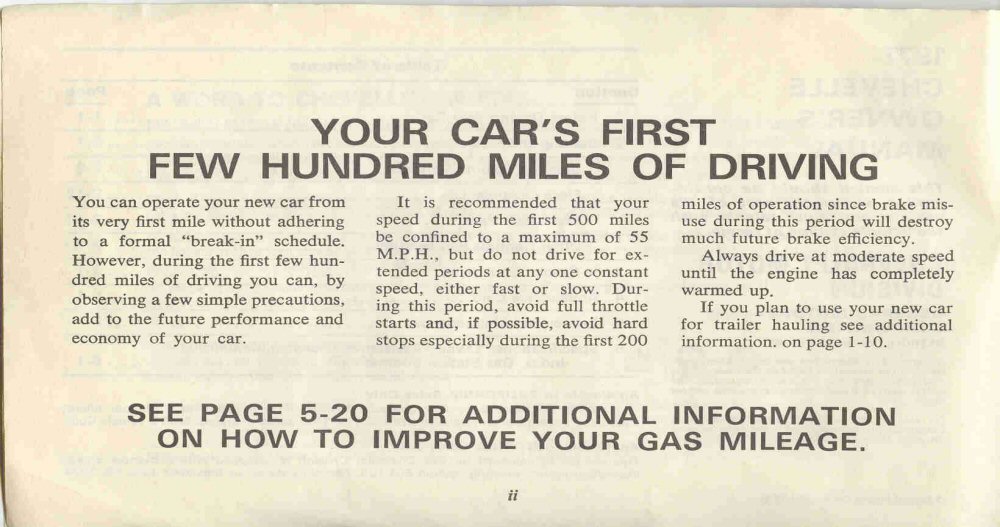 YOUR CAR'S FIRST
FEW HUNDRED MILES OF DRIVING
You can operate your new car from
its very first mile without adhering
to a formal “break-in” schedule.
However, during the first few hun-
dred miles of driving you can, by
observing a few simple precautions,
add to the future performance and
economy of your car.
It is recommended that your
speed during the first 500 miles
be confined to a maximum of 55
M.P.H., but do not drive for ex-
tended periods at any one constant
speed, either fast or slow. Dur-
ing this period, avoid full throttle
starts and, if possible, avoid hard
stops especially during the first 200
miles of operation since brake mis-
use during this period will destroy
much future brake efficiency.
Always drive at moderate speed
until the engine has completely
warmed up.
If you plan to use your new car
for trailer hauling see additional
information. on page 1-10.
SEE PAGE 5-20 FOR ADDITIONAL INFORMATION
ON HOW TO IMPROVE YOUR GAS MILEAGE.
ii